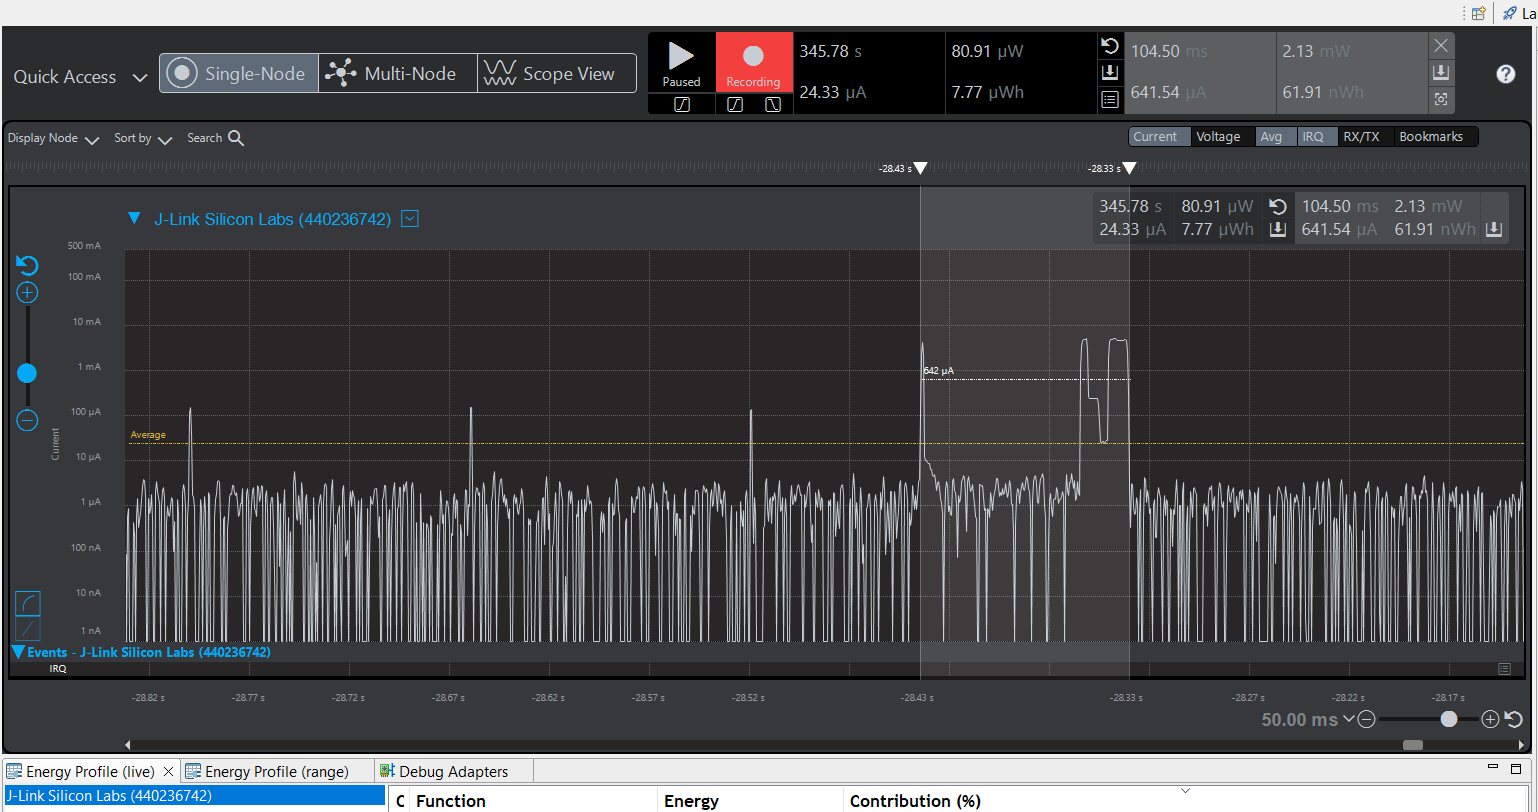 La
Quick Access
Single-Node
Multi-Node
Scope View
Paused
Recording
345.78 s
80.91 µW
24.33 µA
7.77 µWh
104.50 ms
2.13 mW
641.54 µA
61.91 nWh
Display Node
Sort by
Search
Current
Voltage
Avg
IRQ
RX/TX
Bookmarks
-28.43 s
-28.33 s
J-Link Silicon Labs (440236742)
345.78 s
80.91 µW
104.50 ms
2.13 mW
24.33 µA
7.77 µWh
641.54 µA
61.91 nWh
500 mA
100 mA
10 mA
1 mA
642 µA
100 µA
Average
Current
10 µA
1 µA
100 nA
10 nA
1 nA
Events - J-Link Silicon Labs (440236742)
IRQ
-28.82 s
-28.77 s
-28.72 s
-28.67 s
-28.62 s
-28.57 s
-28.52 s
-28.43 s
-28.33 s
-28.27 s
-28.22 s
-28.17 s
50.00 ms
Energy Profile (live)
Energy Profile (range)
Debug Adapters
J-Link Silicon Labs (440236742)
C Function
Energy
Contribution (%)